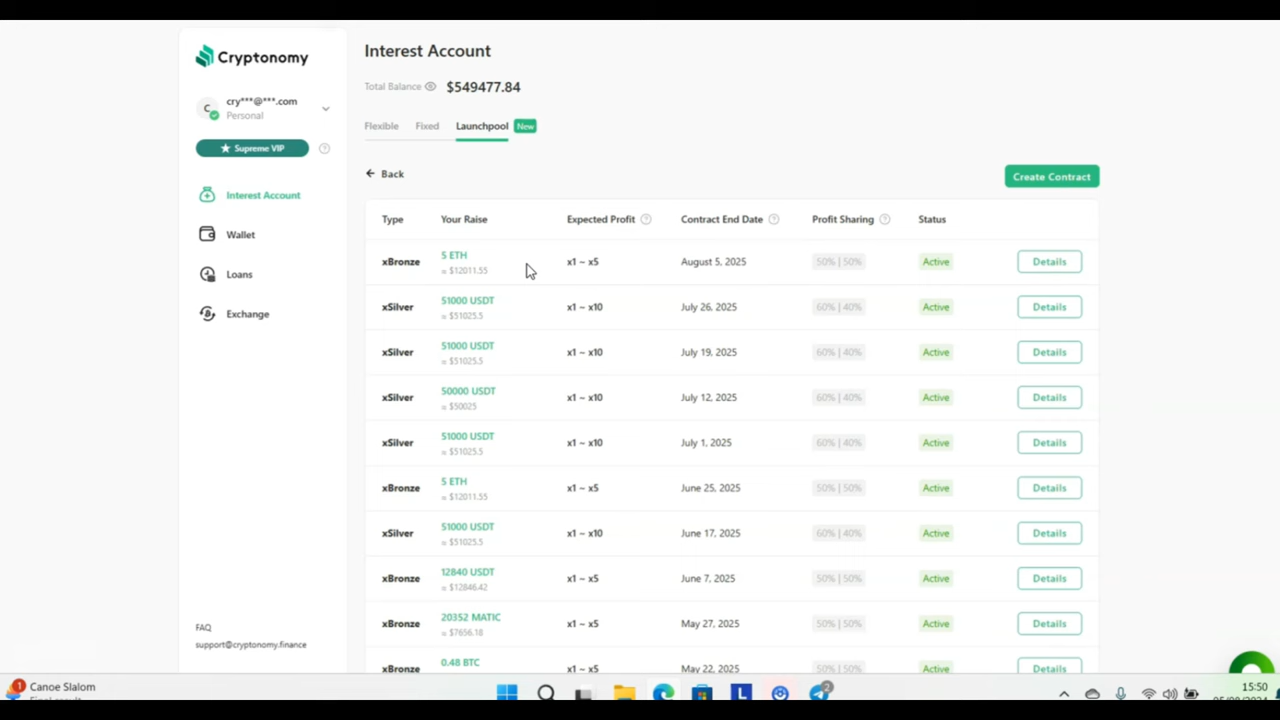 Cryptonomy
C
cry***@***.com
Personal
★ Supreme VIP
?
Interest Account
Wallet
Loans
Exchange
FAQ
support@cryptonomy.finance
Interest Account
Total Balance $549477.84
Flexible Fixed Launchpool New
← Back
Create Contract
Type Your Raise Expected Profit ? Contract End Date ? Profit Sharing ? Status
xBronze 5 ETH x1 ~ x5 August 5, 2025 50% | 50% Active Details
≈ $12011.55
xSilver 51000 USDT x1 ~ x10 July 26, 2025 60% | 40% Active Details
≈ $51025.5
xSilver 51000 USDT x1 ~ x10 July 19, 2025 60% | 40% Active Details
≈ $51025.5
xSilver 50000 USDT x1 ~ x10 July 12, 2025 60% | 40% Active Details
≈ $50025
xSilver 51000 USDT x1 ~ x10 July 1, 2025 60% | 40% Active Details
≈ $51025.5
xBronze 5 ETH x1 ~ x5 June 25, 2025 50% | 50% Active Details
≈ $12011.55
xSilver 51000 USDT x1 ~ x10 June 17, 2025 60% | 40% Active Details
≈ $51025.5
xBronze 12840 USDT x1 ~ x5 June 7, 2025 50% | 50% Active Details
≈ $12846.42
xBronze 20352 MATIC x1 ~ x5 May 27, 2025 50% | 50% Active Details
≈ $7656.18
xBronze 0.48 BTC x1 ~ x5 May 22, 2025 50% | 50% Active Details
1
Canoe Slalom
L
2
15:50